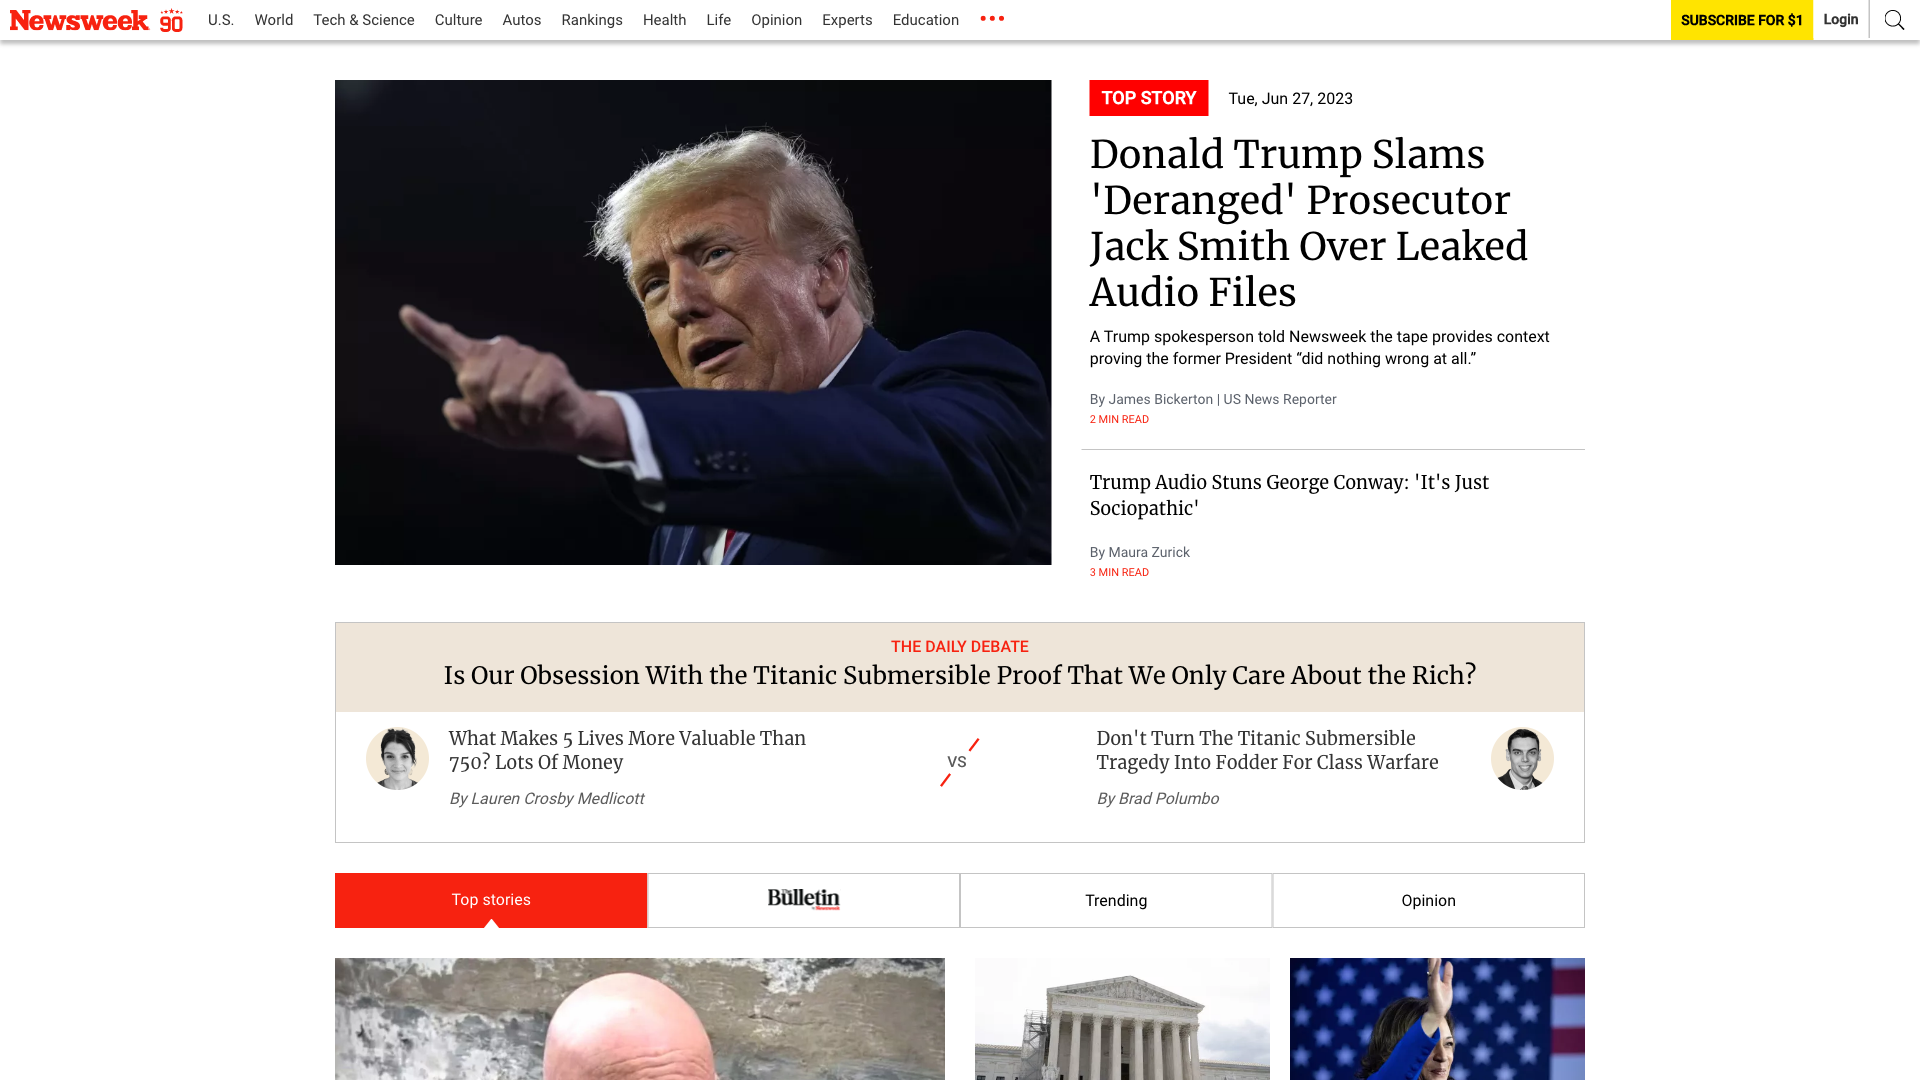 Newsweek 90 U.S. World Tech & Science Culture Autos Rankings Health Life Opinion Experts Education SUBSCRIBE FOR $1 Login
TOP STORY Tue, Jun 27, 2023
Donald Trump Slams
'Deranged' Prosecutor
Jack Smith Over Leaked
Audio Files
A Trump spokesperson told Newsweek the tape provides context
proving the former President “did nothing wrong at all.”
By James Bickerton | US News Reporter
2 MIN READ
Trump Audio Stuns George Conway: 'It's Just
Sociopathic'
By Maura Zurick
3 MIN READ
THE DAILY DEBATE
Is Our Obsession With the Titanic Submersible Proof That We Only Care About the Rich?
What Makes 5 Lives More Valuable Than
750? Lots Of Money
By Lauren Crosby Medlicott
VS
Don't Turn The Titanic Submersible
Tragedy Into Fodder For Class Warfare
By Brad Polumbo
Top stories The Bulletin Trending Opinion